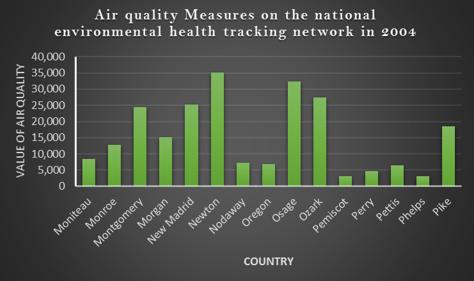 Air quality Measures on the national
environmental health tracking network in 2004
VALUE OF AIR QUALITY
40,000
35,000
30,000
25,000
20,000
15,000
10,000
5,000
0
Moniteau
Monroe
Montgomery
Morgan
New Madrid
Newton
Nodaway
Oregon
Osage
Ozark
Pemiscot
Perry
Pettis
Phelps
Pike
COUNTRY